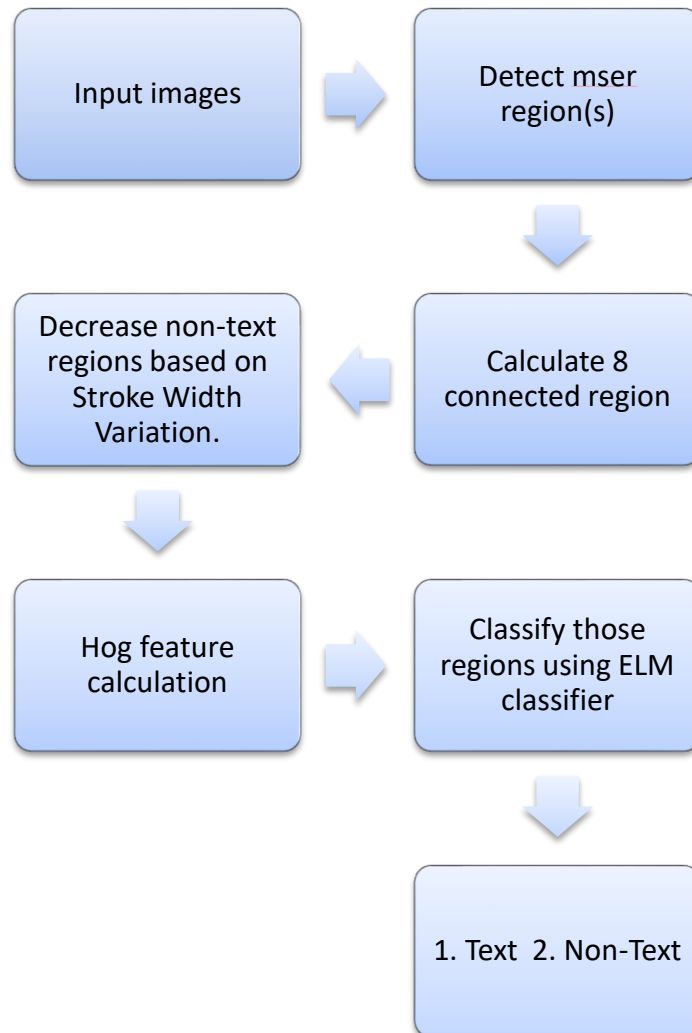 Input images
Detect mser
region(s)
Calculate 8
connected region
Decrease non-text
regions based on
Stroke Width
Variation.
Hog feature
calculation
Classify those
regions using ELM
classifier
1. Text  2. Non-Text